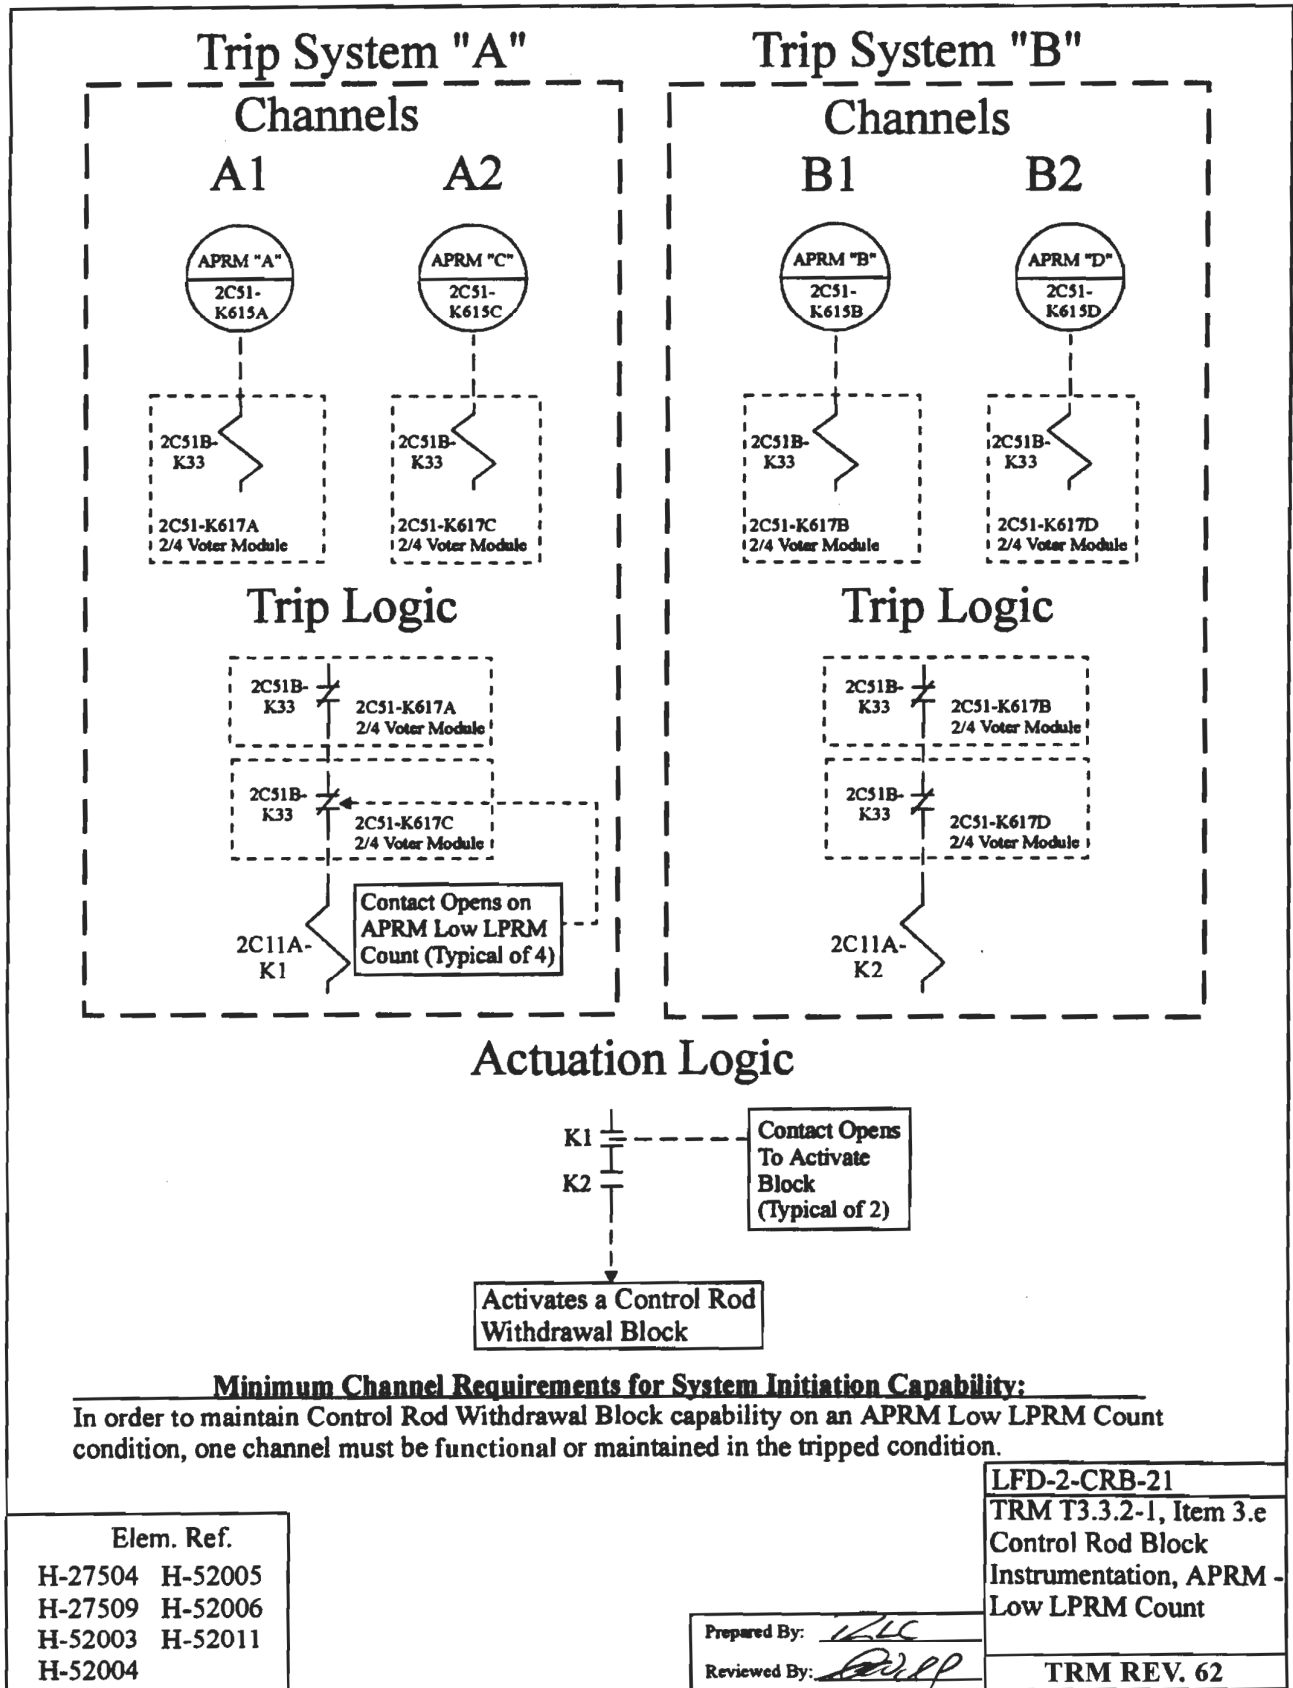 Trip System "A"
Channels
A1 A2
APRM "A"
2C51-
K615A
APRM "C"
2C51-
K615C
2C51B-
K33
2C51-K617A
2/4 Voter Module
2C51B-
K33
2C51-K617C
2/4 Voter Module
Trip Logic
2C51B-
K33
2C51-K617A
2/4 Voter Module
2C51B-
K33
2C51-K617C
2/4 Voter Module
2C11A-
K1
Contact Opens on
APRM Low LPRM
Count (Typical of 4)
Trip System "B"
Channels
B1 B2
APRM "B"
2C51-
K615B
APRM "D"
2C51-
K615D
2C51B-
K33
2C51-K617B
2/4 Voter Module
2C51B-
K33
2C51-K617D
2/4 Voter Module
Trip Logic
2C51B-
K33
2C51-K617B
2/4 Voter Module
2C51B-
K33
2C51-K617D
2/4 Voter Module
2C11A-
K2
Actuation Logic
K1
K2
Contact Opens
To Activate
Block
(Typical of 2)
Activates a Control Rod
Withdrawal Block
Minimum Channel Requirements for System Initiation Capability:
In order to maintain Control Rod Withdrawal Block capability on an APRM Low LPRM Count
condition, one channel must be functional or maintained in the tripped condition.
Elem. Ref.
H-27504 H-52005
H-27509 H-52006
H-52003 H-52011
H-52004
Prepared By:
Reviewed By:
LFD-2-CRB-21
TRM T3.3.2-1, Item 3.e
Control Rod Block
Instrumentation, APRM -
Low LPRM Count
TRM REV. 62